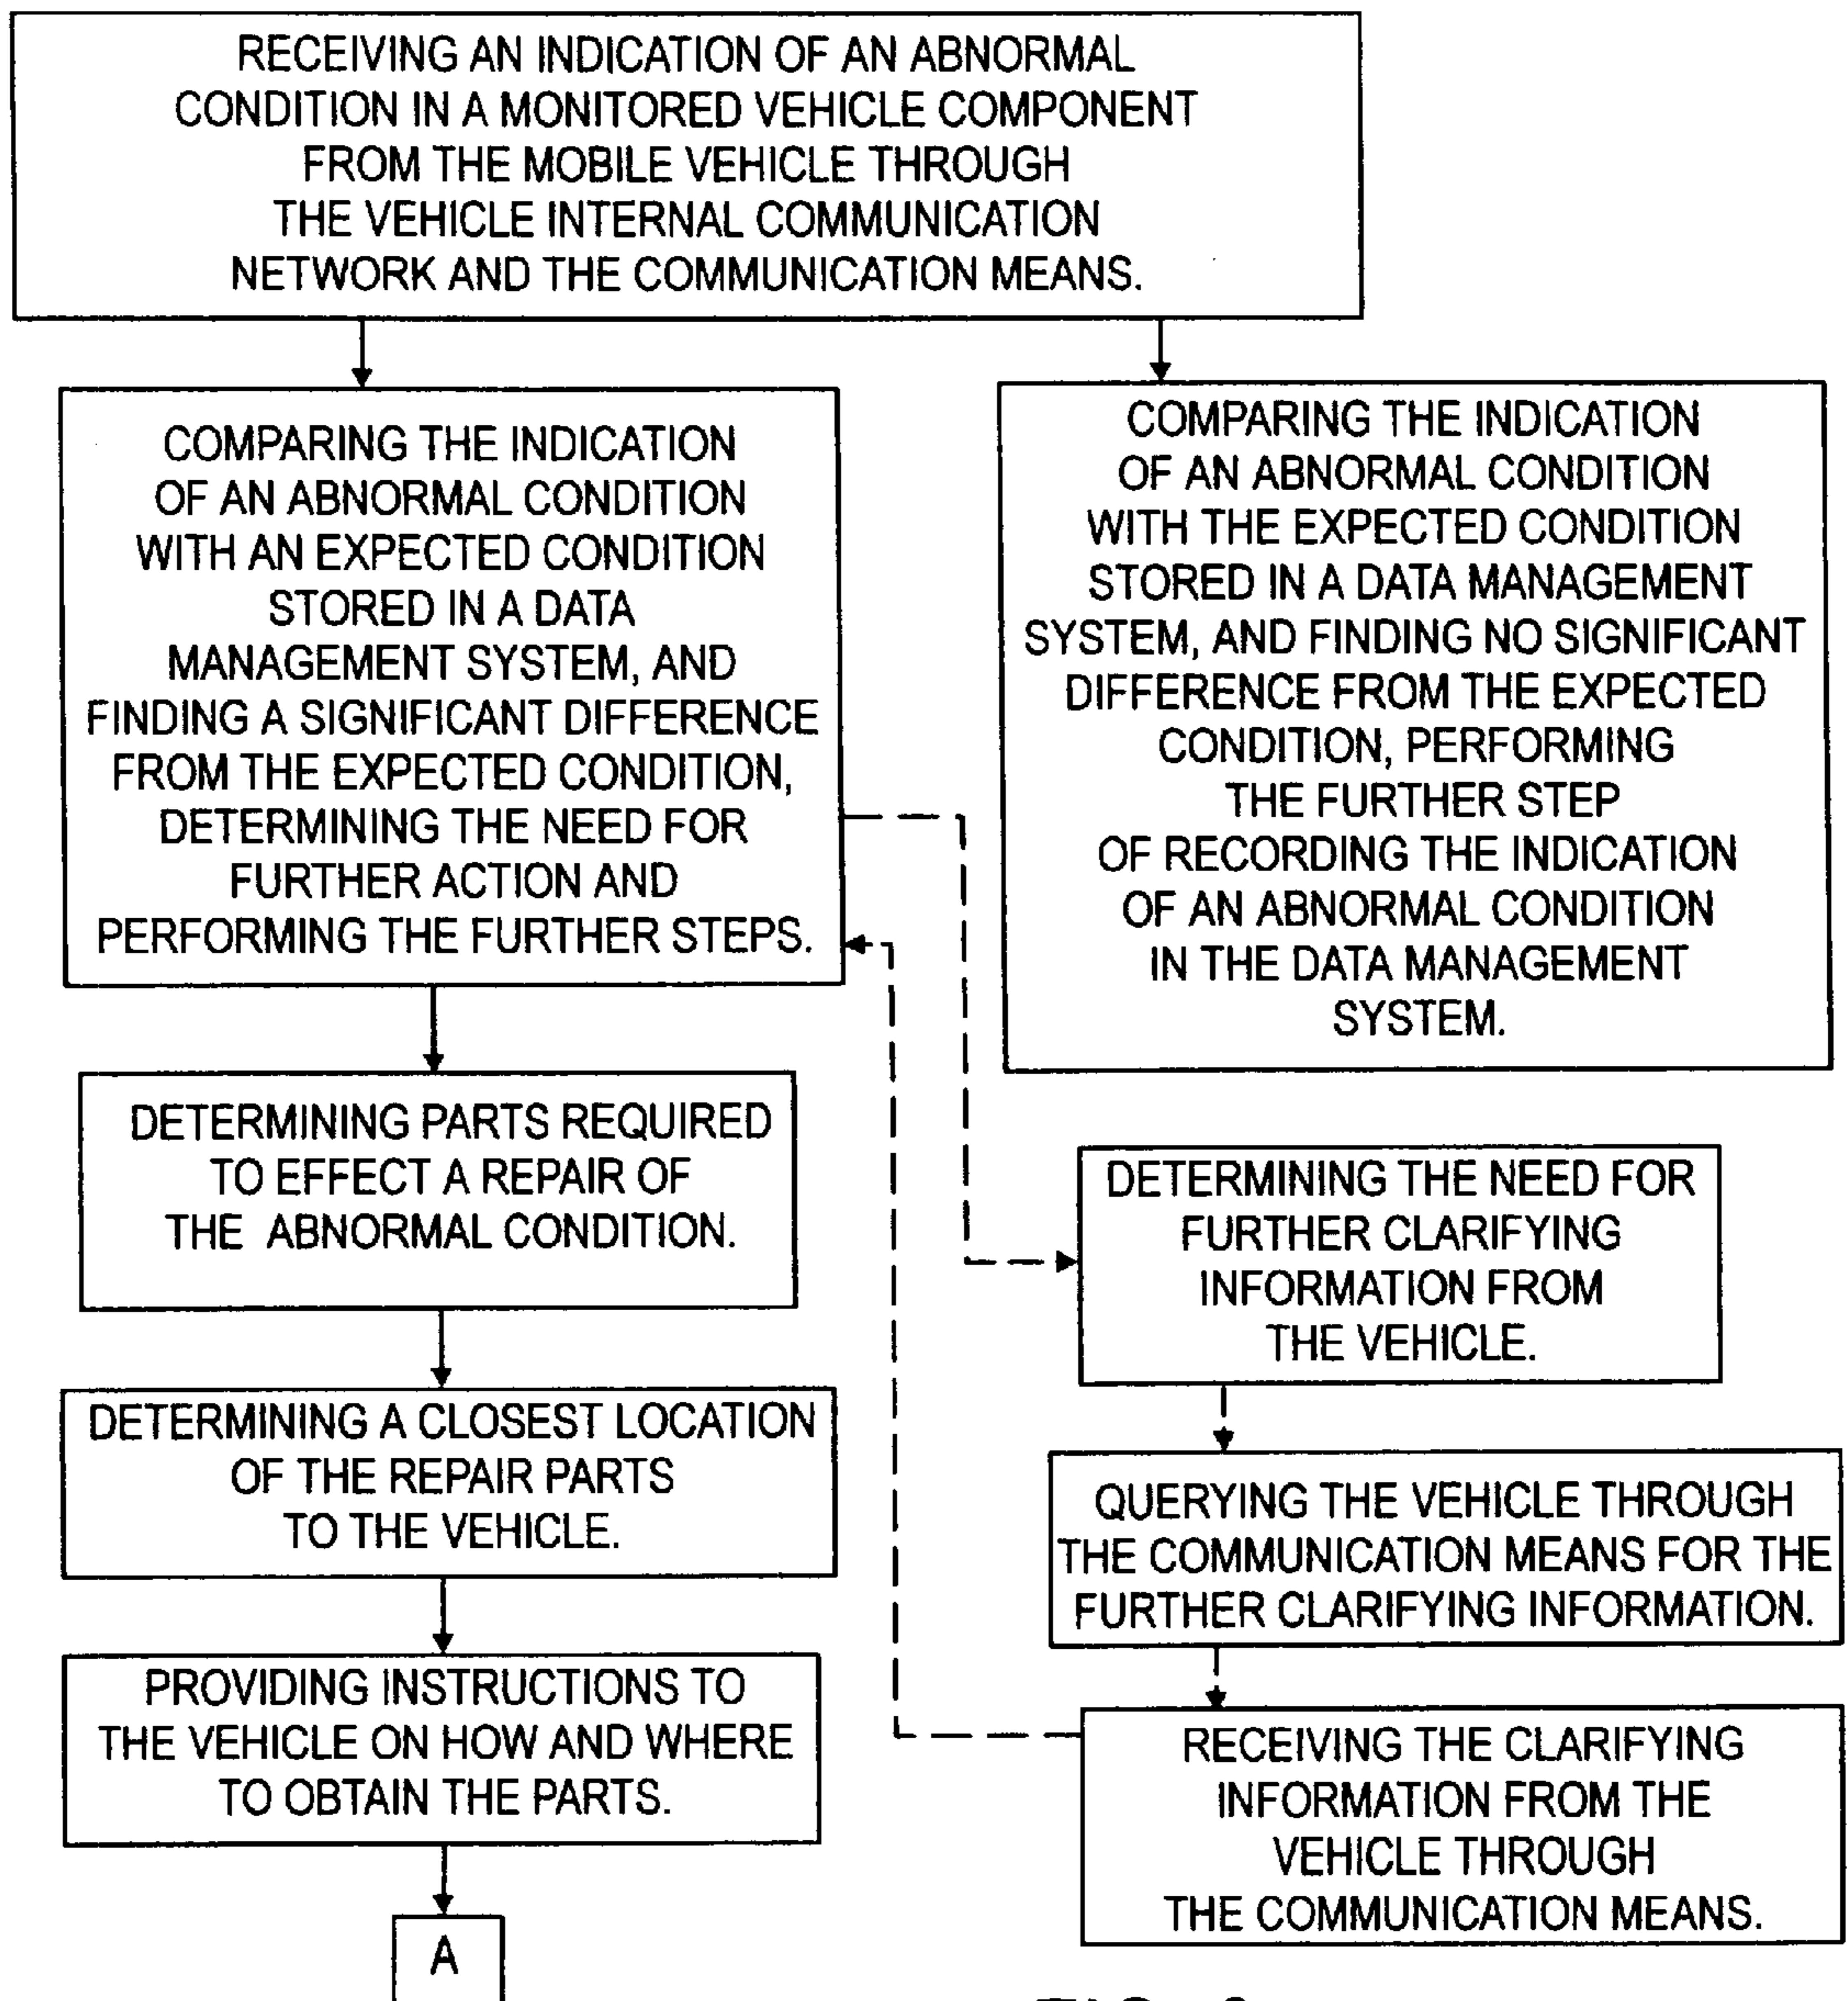 RECEIVING AN INDICATION OF AN ABNORMAL
CONDITION IN A MONITORED VEHICLE COMPONENT
FROM THE MOBILE VEHICLE THROUGH
THE VEHICLE INTERNAL COMMUNICATION
NETWORK AND THE COMMUNICATION MEANS.
COMPARING THE INDICATION
OF AN ABNORMAL CONDITION
WITH AN EXPECTED CONDITION
STORED IN A DATA
MANAGEMENT SYSTEM, AND
FINDING A SIGNIFICANT DIFFERENCE
FROM THE EXPECTED CONDITION,
DETERMINING THE NEED FOR
FURTHER ACTION AND
PERFORMING THE FURTHER STEPS.
COMPARING THE INDICATION
OF AN ABNORMAL CONDITION
WITH THE EXPECTED CONDITION
STORED IN A DATA MANAGEMENT
SYSTEM, AND FINDING NO SIGNIFICANT
DIFFERENCE FROM THE EXPECTED
CONDITION, PERFORMING
THE FURTHER STEP
OF RECORDING THE INDICATION
OF AN ABNORMAL CONDITION
IN THE DATA MANAGEMENT
SYSTEM.
DETERMINING PARTS REQUIRED
TO EFFECT A REPAIR OF
THE ABNORMAL CONDITION.
DETERMINING A CLOSEST LOCATION
OF THE REPAIR PARTS
TO THE VEHICLE.
PROVIDING INSTRUCTIONS TO
THE VEHICLE ON HOW AND WHERE
TO OBTAIN THE PARTS.
A
DETERMINING THE NEED FOR
FURTHER CLARIFYING
INFORMATION FROM
THE VEHICLE.
QUERYING THE VEHICLE THROUGH
THE COMMUNICATION MEANS FOR THE
FURTHER CLARIFYING INFORMATION.
RECEIVING THE CLARIFYING
INFORMATION FROM THE
VEHICLE THROUGH
THE COMMUNICATION MEANS.